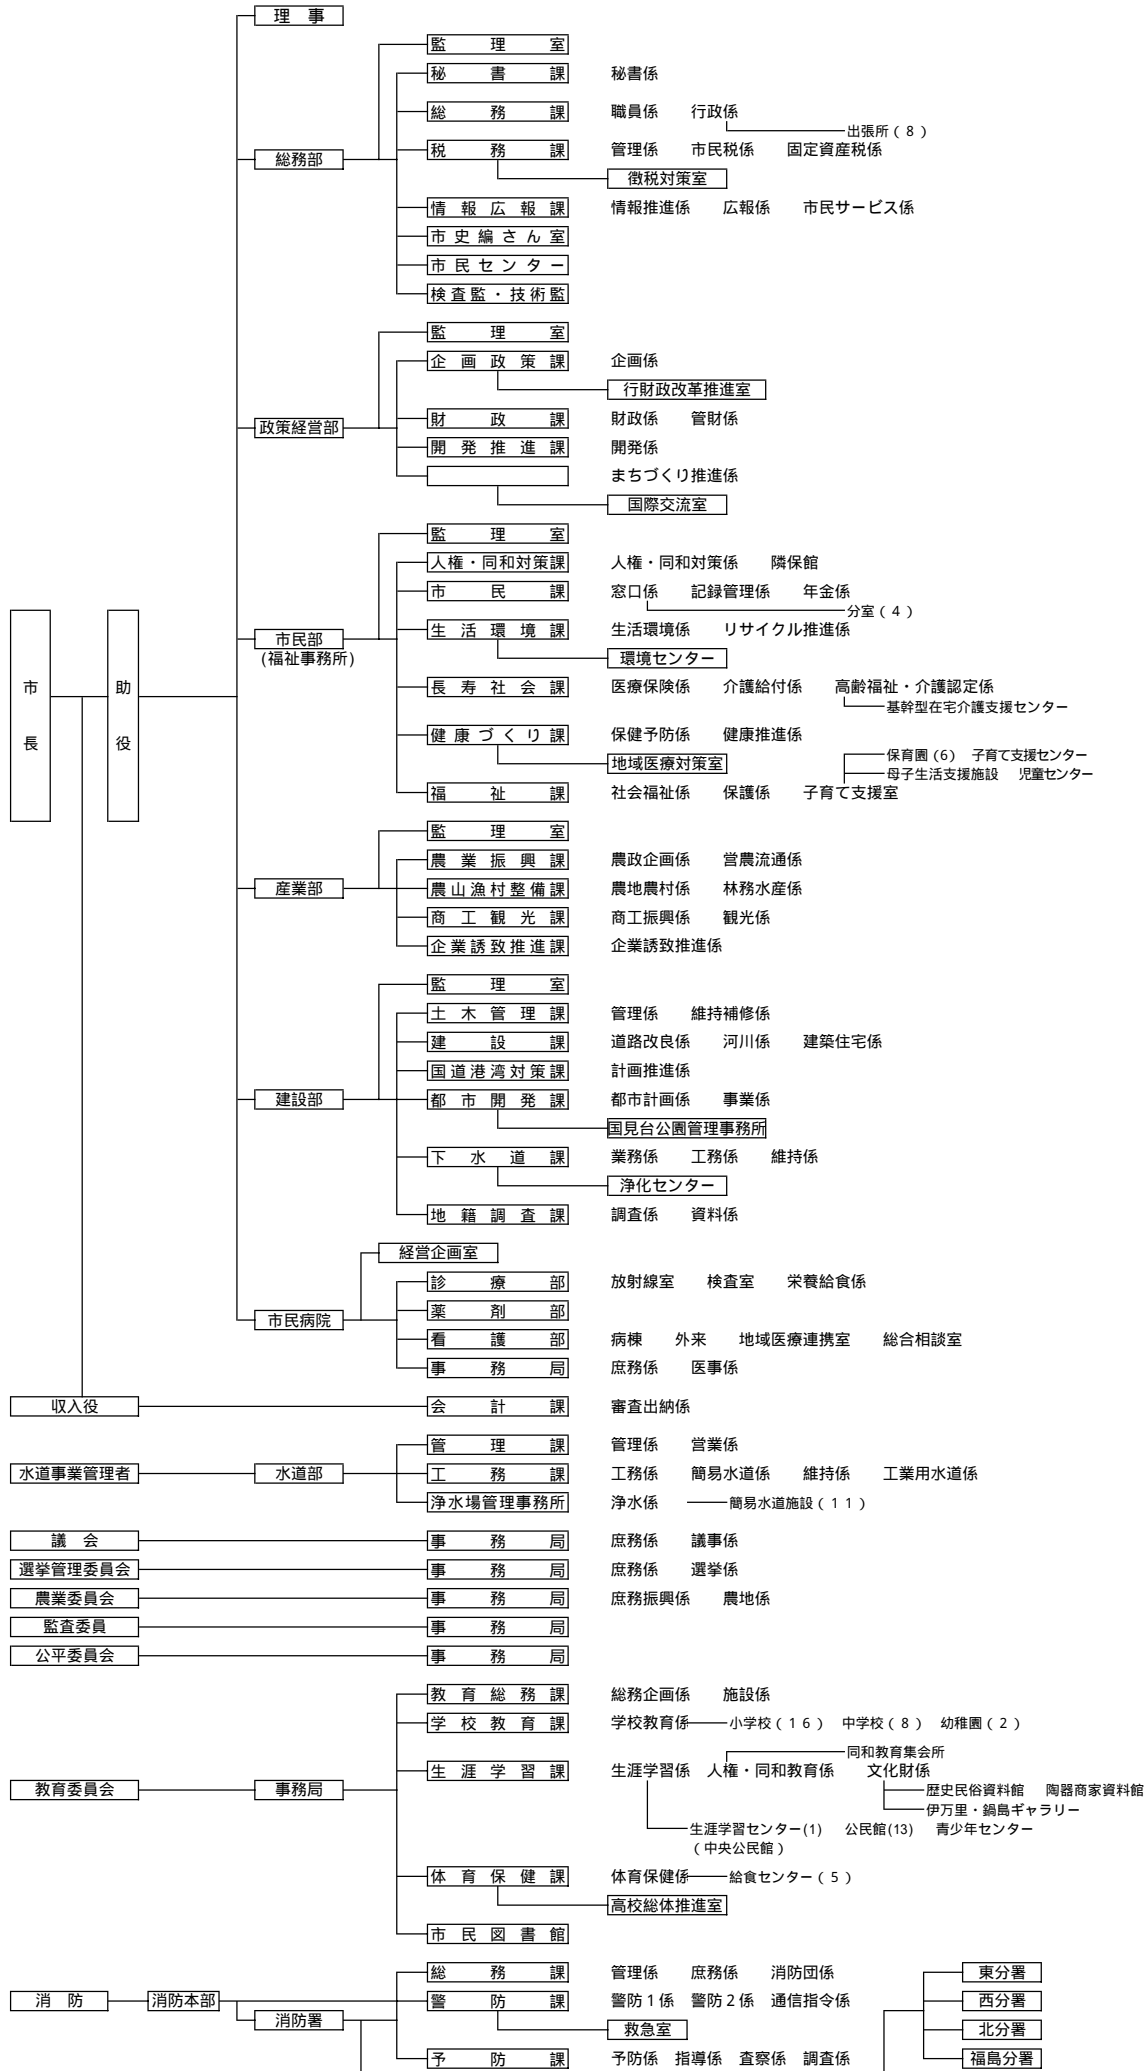 理事
監理室
秘書課 秘書係
総務課 職員係 行政係
出張所(8)
総務部 税務課 管理係 市民税係 固定資産税係
徴税対策室
情報広報課 情報推進係 広報係 市民サービス係
市史編さん室
市民センター
検査監・技術監
監理室
企画政策課 企画係
行財政改革推進室
政策経営部 財政課 財政係 管財係
開発推進課 開発係
まちづくり推進係
国際交流室
監理室
人権・同和対策課 人権・同和対策係 隣保館
市民課 窓口係 記録管理係 年金係
分室(4)
市民部 生活環境課 生活環境係 リサイクル推進係
(福祉事務所) 環境センター
市長 助役 長寿社会課 医療保険係 介護給付係 高齢福祉・介護認定係
基幹型在宅介護支援センター
健康づくり課 保健予防係 健康推進係
保育園(6) 子育て支援センター
地域医療対策室
母子生活支援施設 児童センター
福祉課 社会福祉係 保護係 子育て支援室
監理室
農業振興課 農政企画係 営農流通係
産業部 農山漁村整備課 農地農村係 林務水産係
商工観光課 商工振興係 観光係
企業誘致推進課 企業誘致推進係
監理室
土木管理課 管理係 維持補修係
建設課 道路改良係 河川係 建築住宅係
国道港湾対策課 計画推進係
建設部 都市開発課 都市計画係 事業係
国見台公園管理事務所
下水道課 業務係 工務係 維持係
浄化センター
地籍調査課 調査係 資料係
経営企画室
診療部 放射線室 検査室 栄養給食係
薬剤部
市民病院
看護部 病棟 外来 地域医療連携室 総合相談室
事務局 庶務係 医事係
収入役 会計課 審査出納係
管理課 管理係 営業係
水道事業管理者 水道部 工務課 工務係 簡易水道係 維持係 工業用水道係
浄水場管理事務所 浄水係 簡易水道施設(11)
議会 事務局 庶務係 議事係
選挙管理委員会 事務局 庶務係 選挙係
農業委員会 事務局 庶務振興係 農地係
監査委員 事務局
公平委員会 事務局
教育総務課 総務企画係 施設係
学校教育課 学校教育係 小学校(16) 中学校(8) 幼稚園(2)
同和教育集会所
生涯学習課 生涯学習係 人権・同和教育係 文化財係
教育委員会 事務局 歴史民俗資料館 陶器商家資料館
伊万里・鍋島ギャラリー
生涯学習センター(1) 公民館(13) 青少年センター
(中央公民館)
体育保健課 体育保健係 給食センター(5)
高校総体推進室
市民図書館
総務課 管理係 庶務係 消防団係 東分署
消防 消防本部 警防課 警防1係 警防2係 通信指令係 西分署
消防署 救急室 北分署
予防課 予防係 指導係 査察係 調査係 福島分署